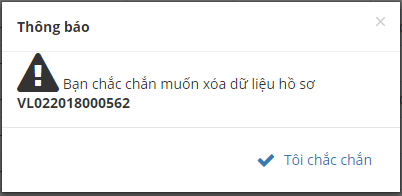 Thông báo
Bạn chắc chắn muốn xóa dữ liệu hồ sơ
VL022018000562
Tôi chắc chắn